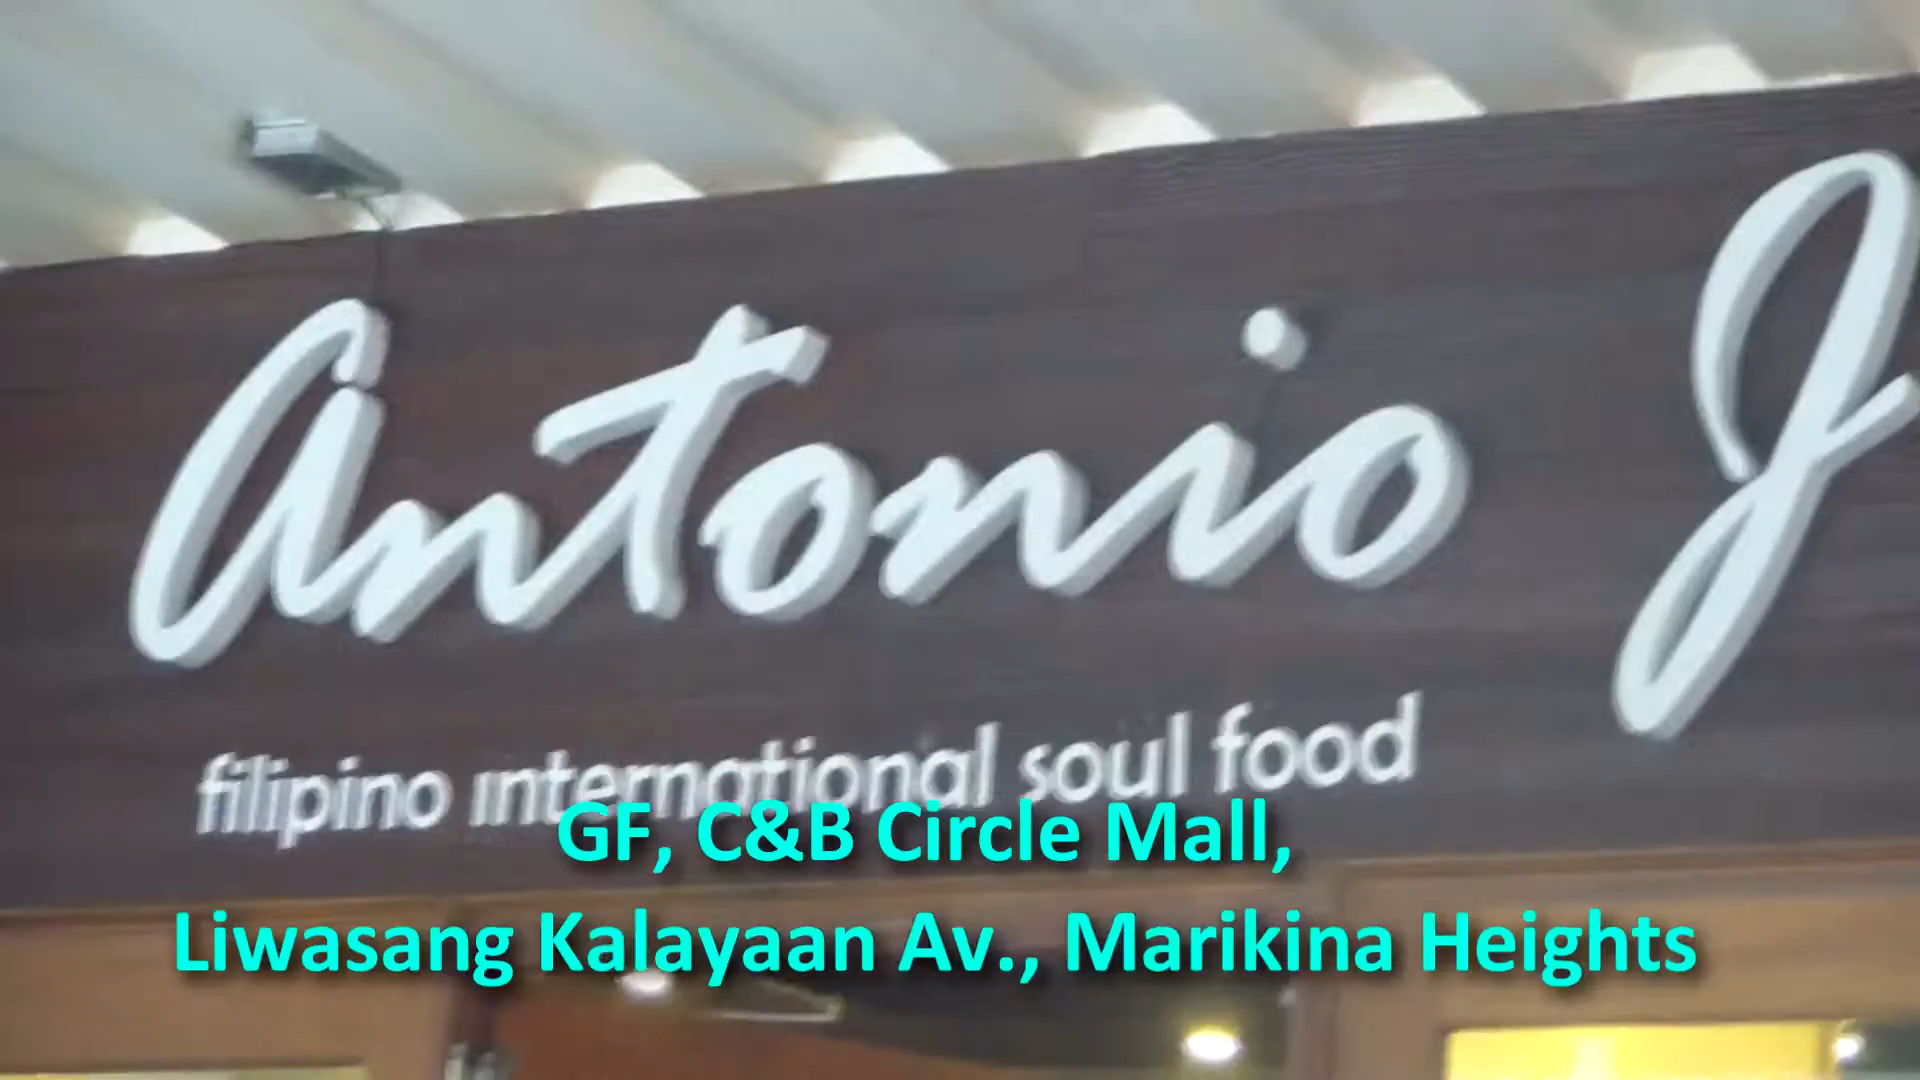 Antonio J
filipino international soul food
GF, C&B Circle Mall,
Liwasang Kalayaan Av., Marikina Heights